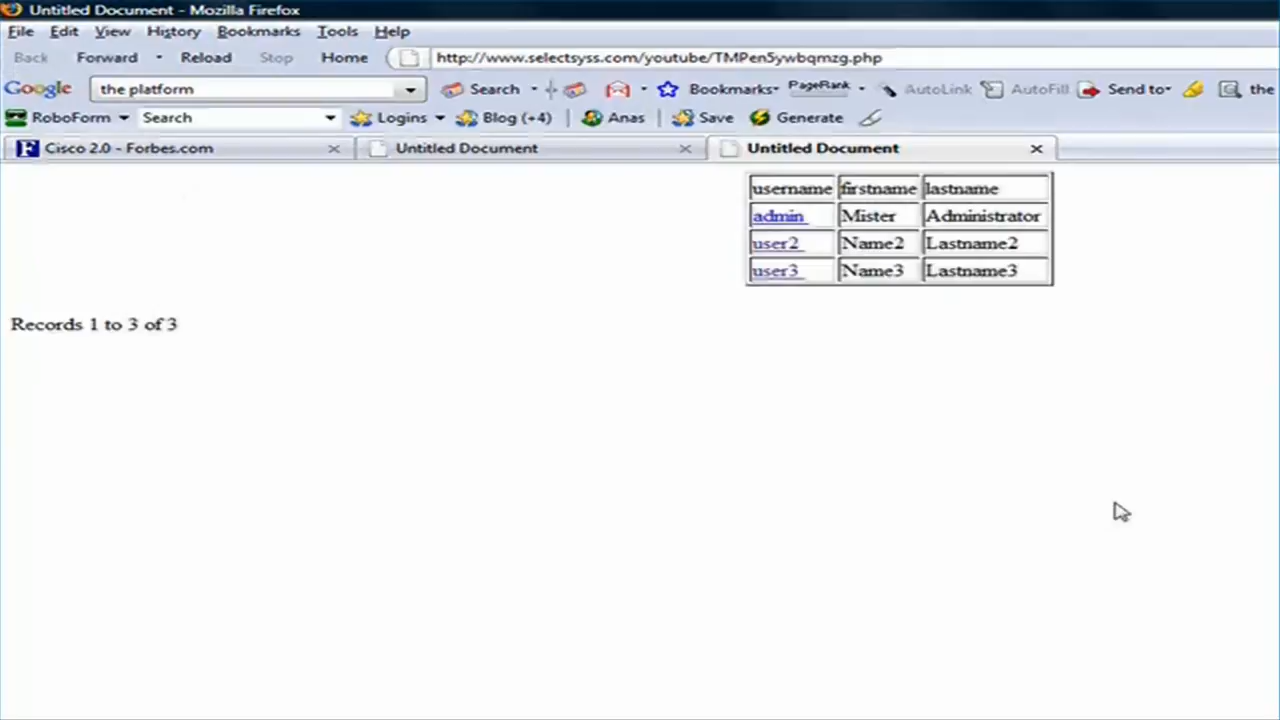 Untitled Document - Mozilla Firefox
File Edit View History Bookmarks Tools Help
Back Forward Reload Stop Home http://www.selectsyss.com/youtube/TMPen5ywbqmzg.php
Google the platform Search Bookmarks PageRank AutoLink AutoFill Send to the
RoboForm Search Logins Blog (+4) Anas Save Generate
Cisco 2.0 - Forbes.com Untitled Document Untitled Document
username firstname lastname
admin Mister Administrator
user2 Name2 Lastname2
user3 Name3 Lastname3
Records 1 to 3 of 3